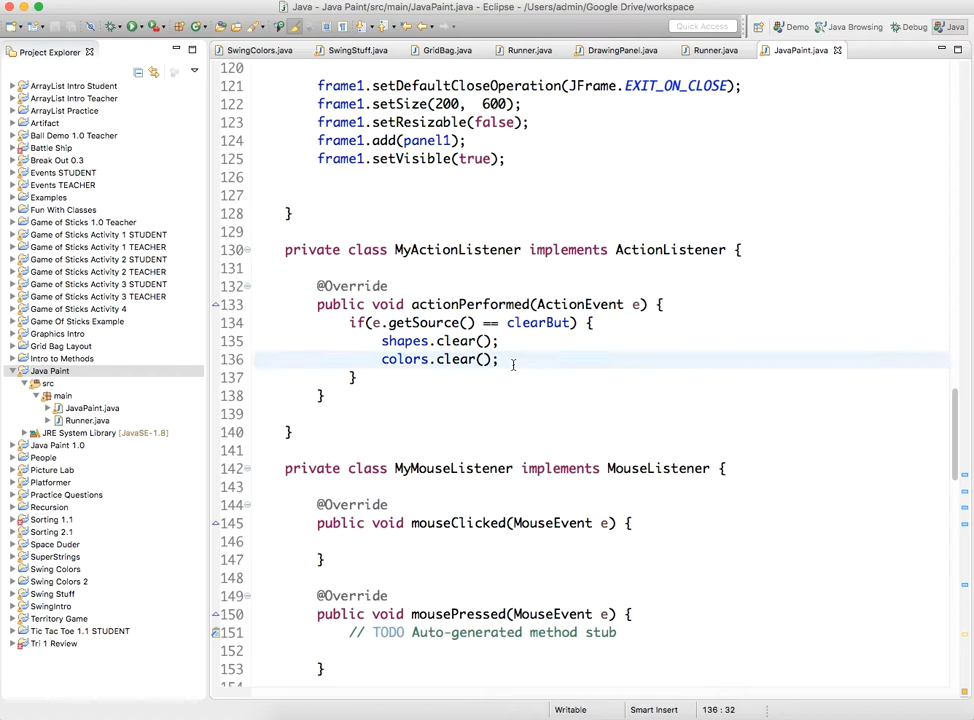 Java - Java Paint/src/main/JavaPaint.java - Eclipse - /Users/admin/Google Drive/workspace
Quick Access
Demo
Java Browsing
Debug
Java
Project Explorer
SwingColors.java
SwingStuff.java
GridBag.java
Runner.java
DrawingPanel.java
Runner.java
JavaPaint.java
ArrayList Intro Student
ArrayList Intro Teacher
ArrayList Practice
Artifact
Ball Demo 1.0 Teacher
Battle Ship
Break Out 0.3
Events STUDENT
Events TEACHER
Examples
Fun With Classes
Game of Sticks 1.0 Teacher
Game of Sticks Activity 1 STUDENT
Game of Sticks Activity 1 TEACHER
Game of Sticks Activity 2 STUDENT
Game of Sticks Activity 2 TEACHER
Game of Sticks Activity 3 STUDENT
Game of Sticks Activity 3 TEACHER
Game of Sticks Activity 4
Game Of Sticks Example
Graphics Intro
Grid Bag Layout
Intro to Methods
Java Paint
src
main
JavaPaint.java
Runner.java
JRE System Library [JavaSE-1.8]
Java Paint 1.0
People
Picture Lab
Platformer
Practice Questions
Recursion
Sorting 1.1
Sorting 2.1
Space Duder
SuperStrings
Swing Colors
Swing Colors 2
Swing Stuff
SwingIntro
Territory Game
Tic Tac Toe 1.1 STUDENT
Tri 1 Review
120
121 frame1.setDefaultCloseOperation(JFrame.EXIT_ON_CLOSE);
122 frame1.setSize(200, 600);
123 frame1.setResizable(false);
124 frame1.add(panel1);
125 frame1.setVisible(true);
126
127
128 }
129
130 private class MyActionListener implements ActionListener {
131
132 @Override
133 public void actionPerformed(ActionEvent e) {
134 if(e.getSource() == clearBut) {
135 shapes.clear();
136 colors.clear();
137 }
138 }
139
140 }
141
142 private class MyMouseListener implements MouseListener {
143
144 @Override
145 public void mouseClicked(MouseEvent e) {
146
147 }
148
149 @Override
150 public void mousePressed(MouseEvent e) {
151 // TODO Auto-generated method stub
152
153 }
154
Writable
Smart Insert
136 : 32